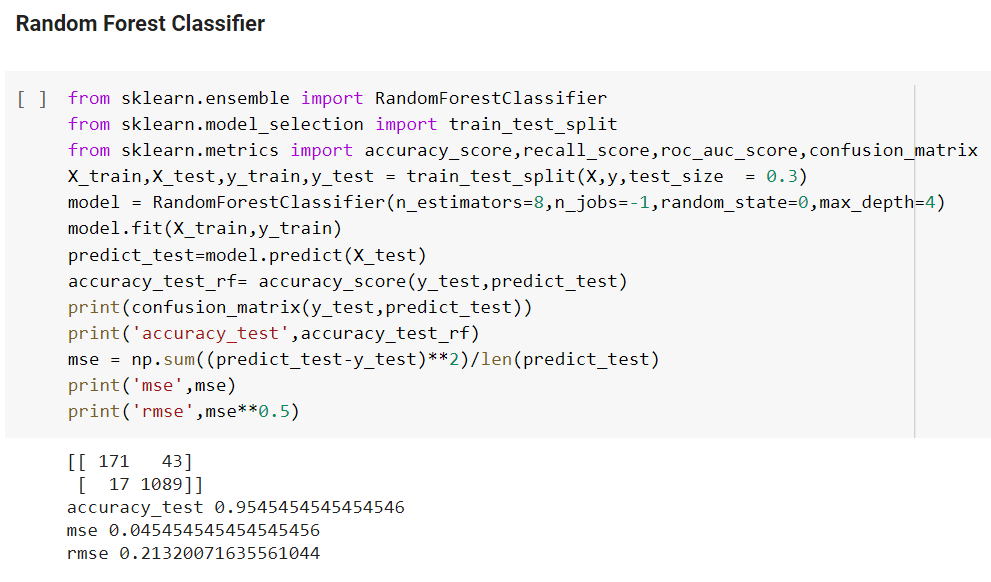 Random Forest Classifier
[ ] from sklearn.ensemble import RandomForestClassifier
from sklearn.model_selection import train_test_split
from sklearn.metrics import accuracy_score,recall_score,roc_auc_score,confusion_matrix
X_train,X_test,y_train,y_test = train_test_split(X,y,test_size  = 0.3)
model = RandomForestClassifier(n_estimators=8,n_jobs=-1,random_state=0,max_depth=4)
model.fit(X_train,y_train)
predict_test=model.predict(X_test)
accuracy_test_rf= accuracy_score(y_test,predict_test)
print(confusion_matrix(y_test,predict_test))
print('accuracy_test',accuracy_test_rf)
mse = np.sum((predict_test-y_test)**2)/len(predict_test)
print('mse',mse)
print('rmse',mse**0.5)
[[ 171   43]
 [  17 1089]]
accuracy_test 0.9545454545454546
mse 0.045454545454545456
rmse 0.21320071635561044